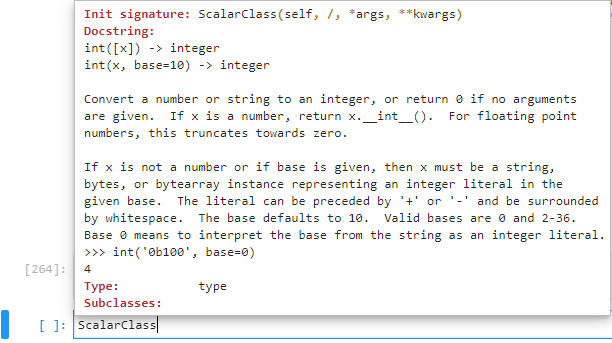 Init signature: ScalarClass(self, /, *args, **kwargs)
Docstring:
int([x]) -> integer
int(x, base=10) -> integer
Convert a number or string to an integer, or return 0 if no arguments
are given.  If x is a number, return x.__int__().  For floating point
numbers, this truncates towards zero.
If x is not a number or if base is given, then x must be a string,
bytes, or bytearray instance representing an integer literal in the
given base.  The literal can be preceded by '+' or '-' and be surrounded
by whitespace.  The base defaults to 10.  Valid bases are 0 and 2-36.
Base 0 means to interpret the base from the string as an integer literal.
>>> int('0b100', base=0)
[264]: 4
Type:           type
Subclasses:
[ ]: ScalarClass